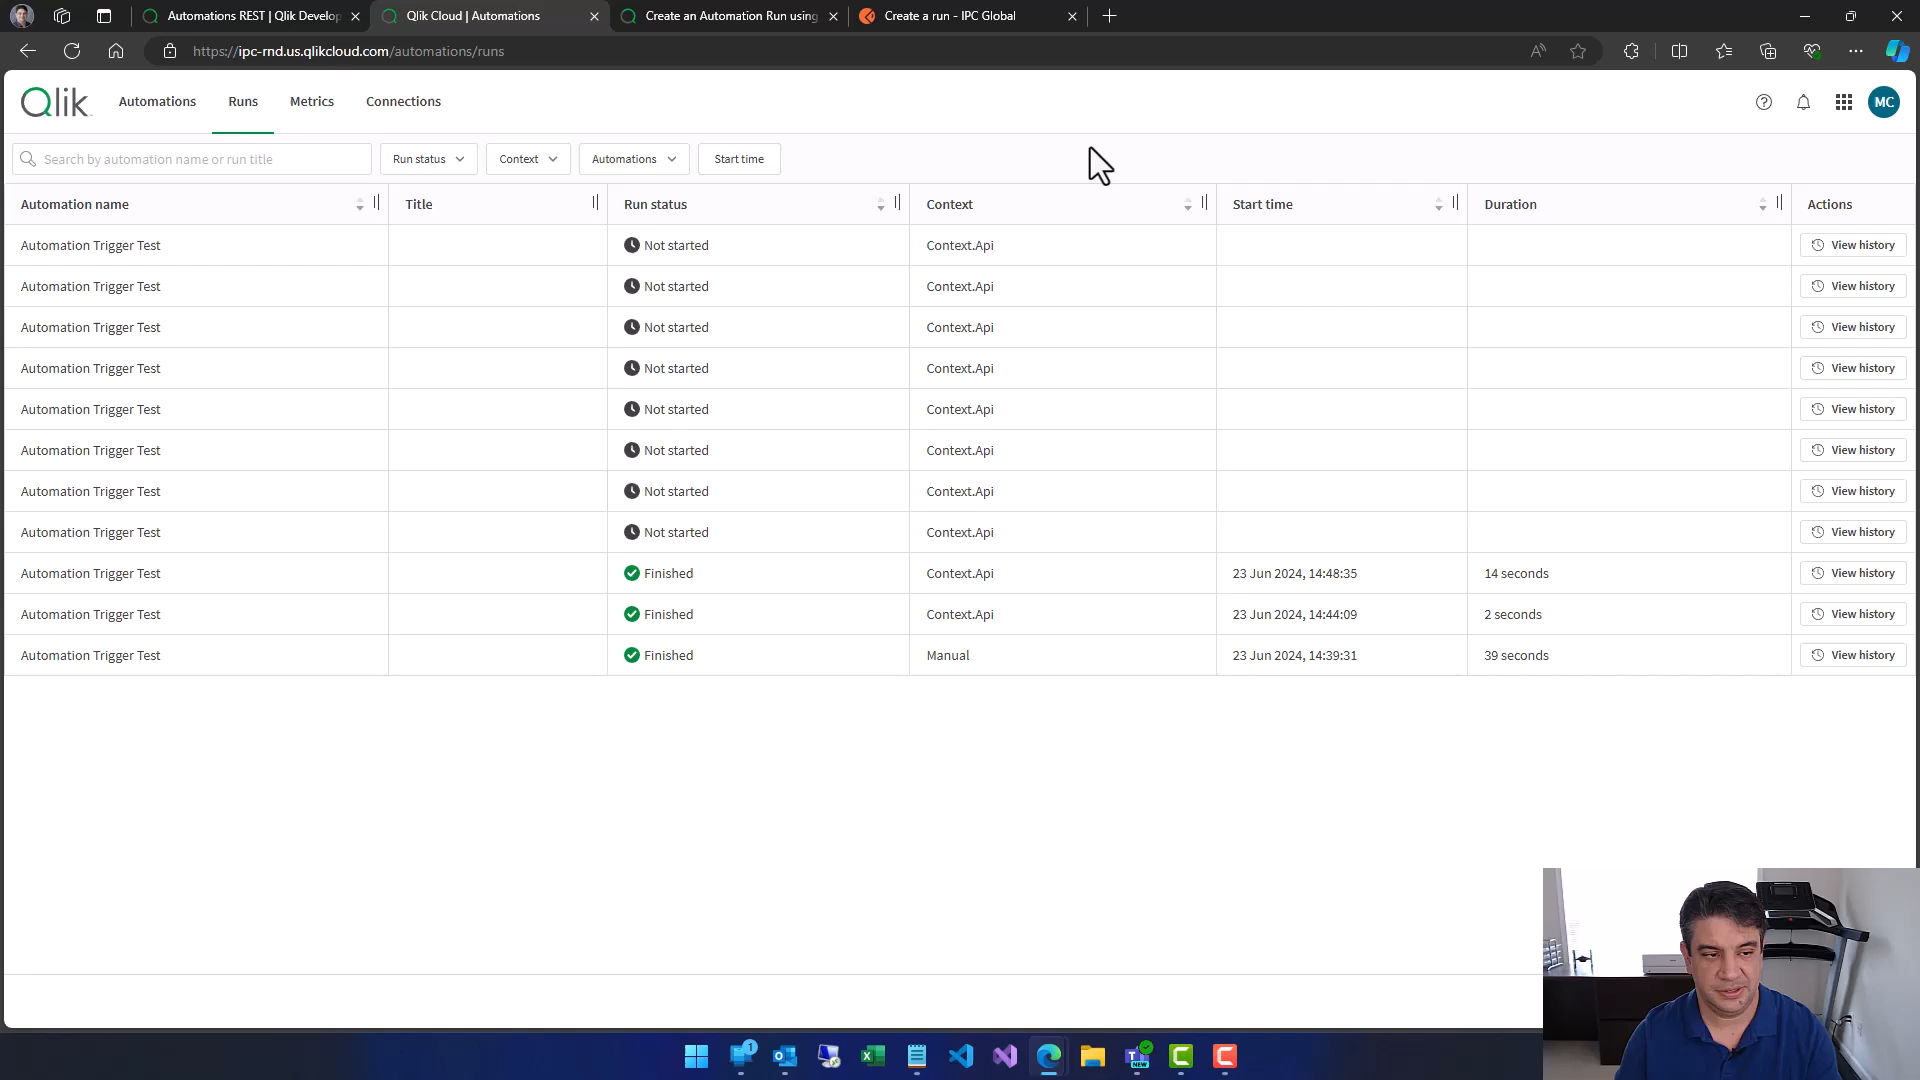 Automations REST | Qlik Develop
Qlik Cloud | Automations
Create an Automation Run using
Create a run - IPC Global
https://ipc-rnd.us.qlikcloud.com/automations/runs
Qlik
Automations
Runs
Metrics
Connections
MC
Search by automation name or run title
Run status
Context
Automations
Start time
Automation name Title Run status Context Start time Duration Actions
Automation Trigger Test Not started Context.Api View history
Automation Trigger Test Not started Context.Api View history
Automation Trigger Test Not started Context.Api View history
Automation Trigger Test Not started Context.Api View history
Automation Trigger Test Not started Context.Api View history
Automation Trigger Test Not started Context.Api View history
Automation Trigger Test Not started Context.Api View history
Automation Trigger Test Not started Context.Api View history
Automation Trigger Test Finished Context.Api 23 Jun 2024, 14:48:35 14 seconds View history
Automation Trigger Test Finished Context.Api 23 Jun 2024, 14:44:09 2 seconds View history
Automation Trigger Test Finished Manual 23 Jun 2024, 14:39:31 39 seconds View history
1
NEW